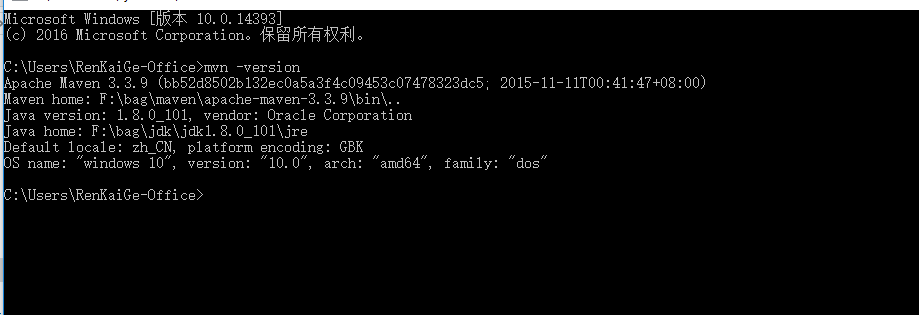 Microsoft Windows [版本 10.0.14393]
(c) 2016 Microsoft Corporation。保留所有权利。
C:\Users\RenKaiGe-Office>mvn -version
Apache Maven 3.3.9 (bb52d8502b132ec0a5a3f4c09453c07478323dc5; 2015-11-11T00:41:47+08:00)
Maven home: F:\bag\maven\apache-maven-3.3.9\bin\..
Java version: 1.8.0_101, vendor: Oracle Corporation
Java home: F:\bag\jdk\jdk1.8.0_101\jre
Default locale: zh_CN, platform encoding: GBK
OS name: "windows 10", version: "10.0", arch: "amd64", family: "dos"
C:\Users\RenKaiGe-Office>